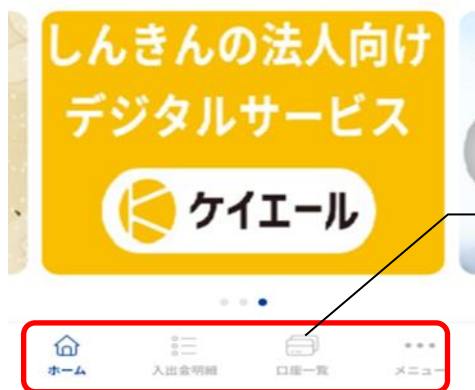 しんきんの法人向け
デジタルサービス
ケイエール
ホーム
入出金明細
口座一覧
メニュー